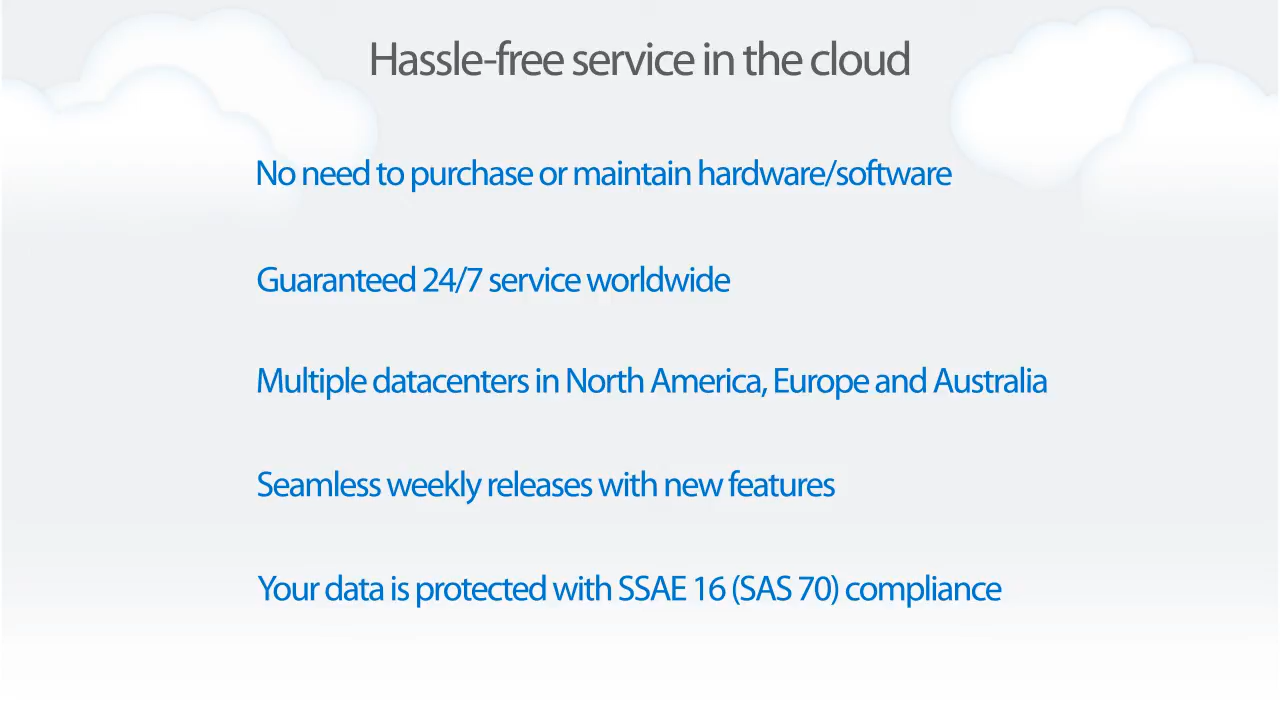 Hassle-free service in the cloud
No need to purchase or maintain hardware/software
Guaranteed 24/7 service worldwide
Multiple datacenters in North America, Europe and Australia
Seamless weekly releases with new features
Your data is protected with SSAE 16 (SAS 70) compliance